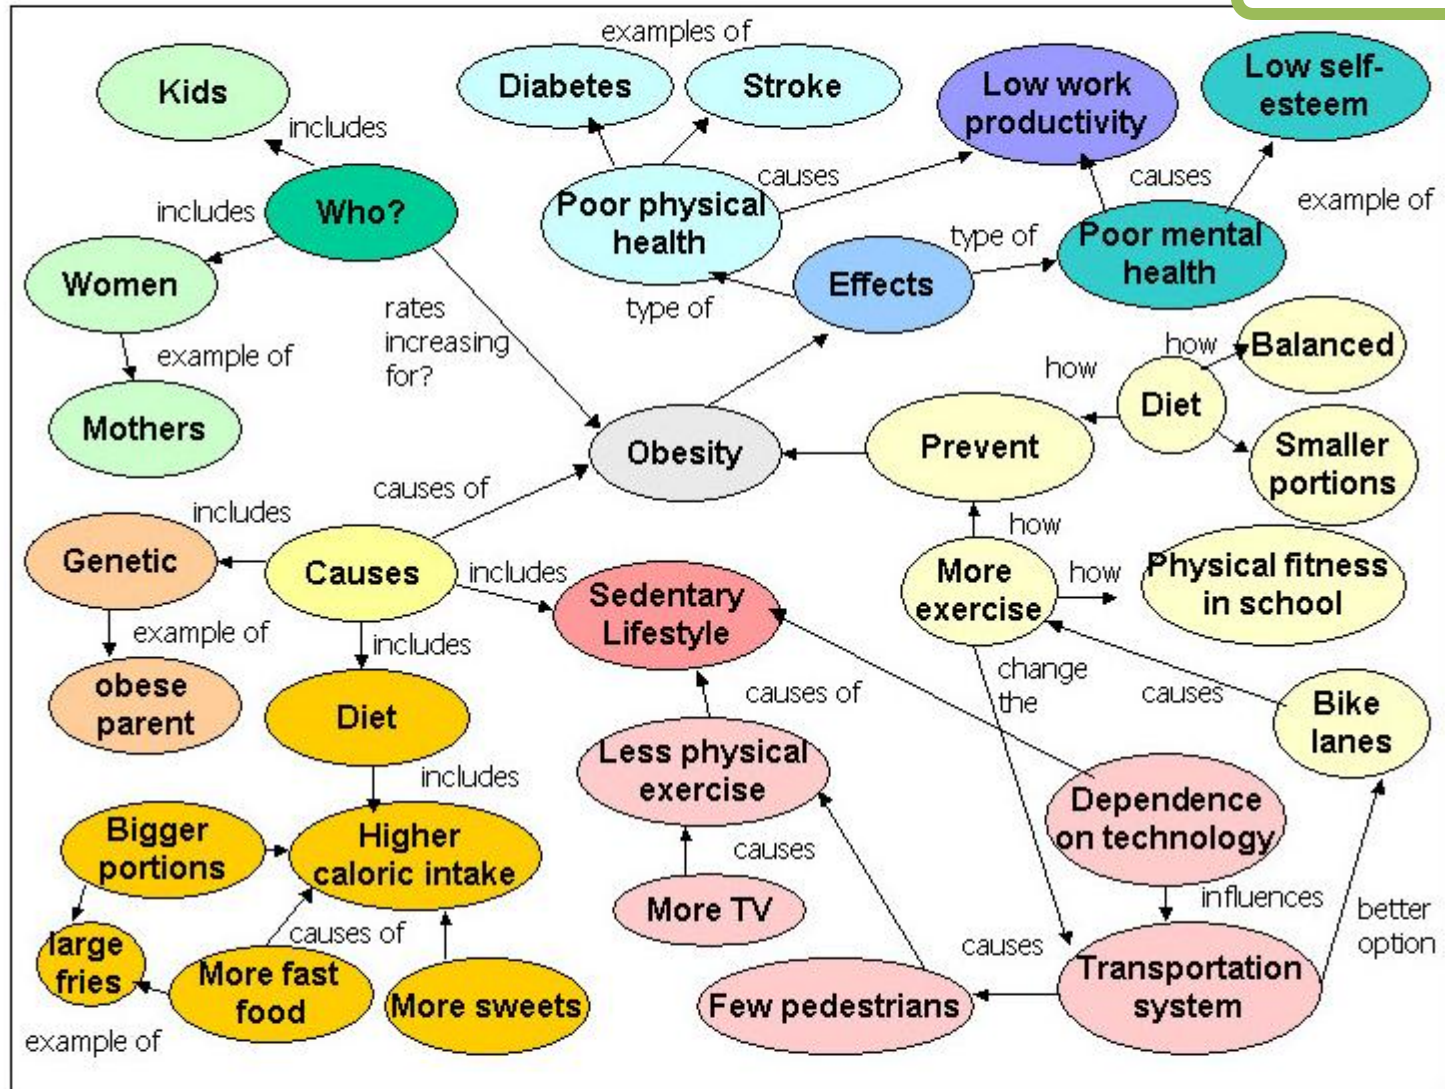 examples of
Kids
Diabetes
Stroke
Low work
productivity
Low self-
esteem
includes
includes
Who?
causes
causes
example of
Poor physical
health
type of
Poor mental
health
Women
Effects
type of
rates
increasing
for?
example of
how
how
Balanced
Diet
Mothers
Obesity
Prevent
Smaller
portions
causes of
includes
how
Genetic
Causes
includes
Sedentary
Lifestyle
More
exercise
how
Physical fitness
in school
example of
includes
change
the
causes
causes of
obese
parent
Diet
Bike
lanes
Less physical
exercise
includes
Dependence
on technology
Bigger
portions
Higher
caloric intake
causes
More TV
influences
better
option
large
fries
causes of
causes
More fast
food
More sweets
Few pedestrians
Transportation
system
example of